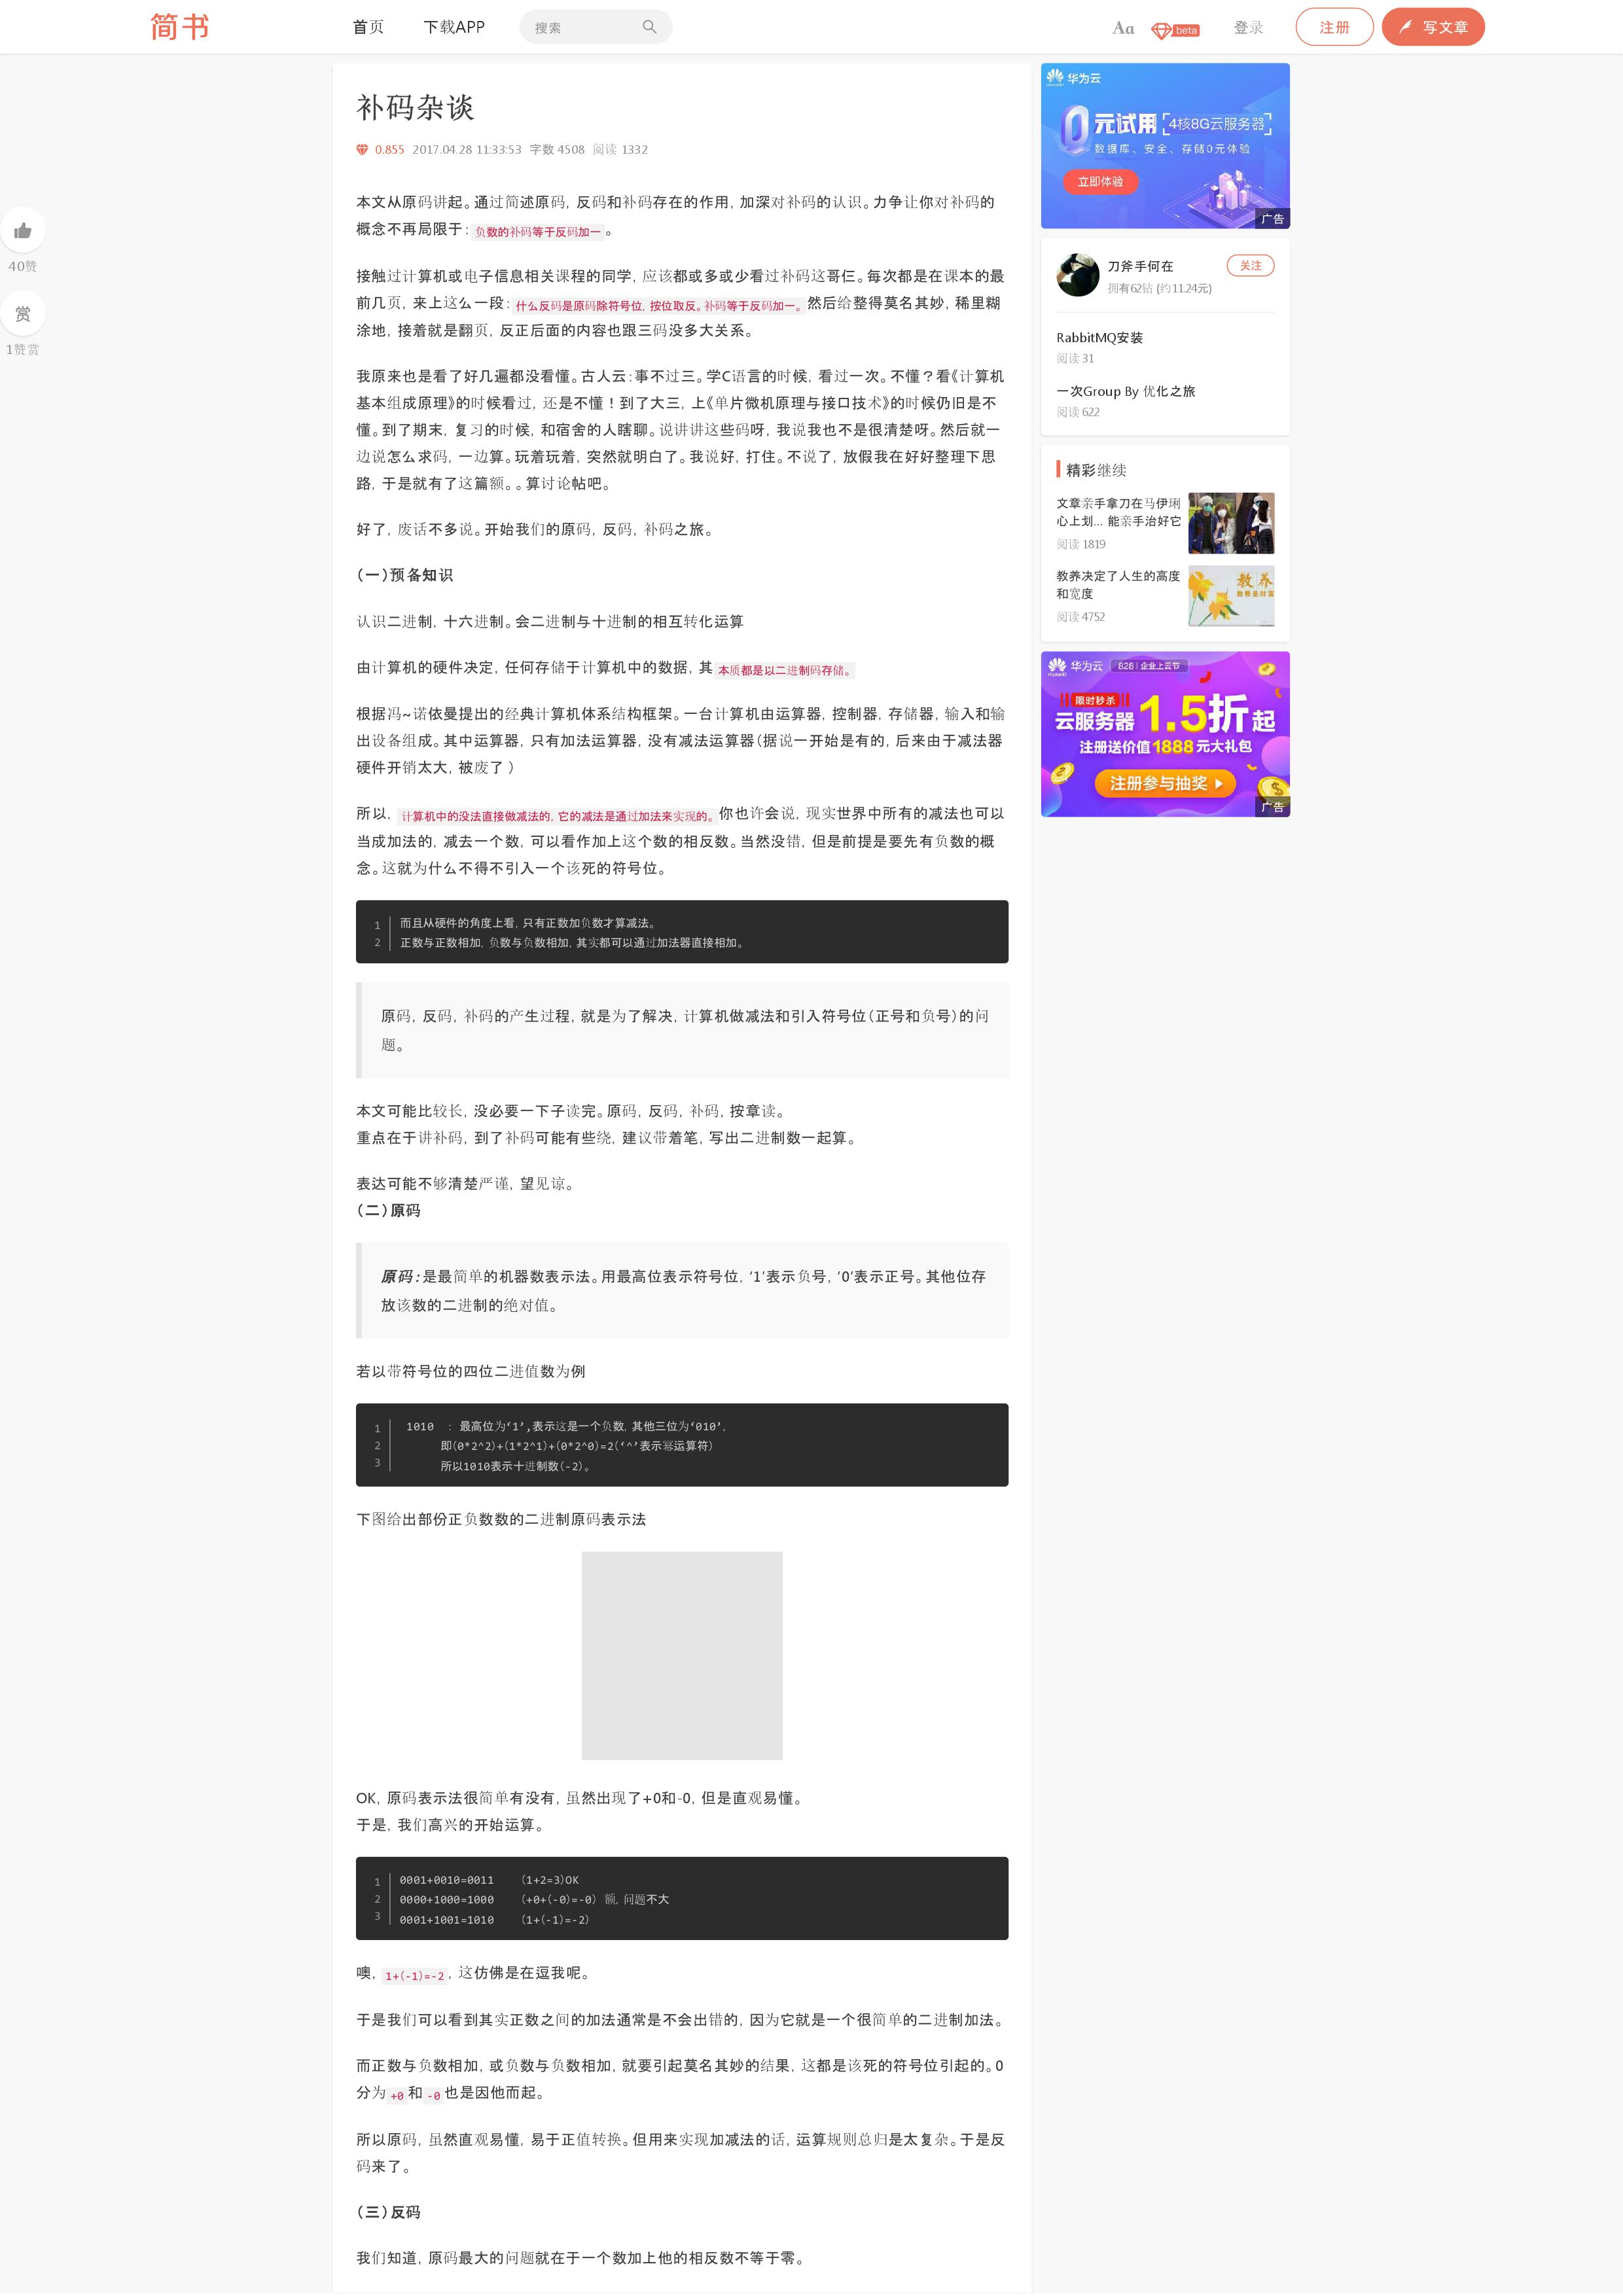 简书
首页
下载APP
搜索
Aa
beta
登录
注册
写文章
40赞
赏
1赞赏
补码杂谈
0.855 2017.04.28 11:33:53 字数 4508 阅读 1332
本文从原码讲起。通过简述原码, 反码和补码存在的作用, 加深对补码的认识。力争让你对补码的
概念不再局限于: 负数的补码等于反码加一 。
接触过计算机或电子信息相关课程的同学, 应该都或多或少看过补码这哥仨。每次都是在课本的最
前几页, 来上这么一段: 什么反码是原码除符号位, 按位取反。补码等于反码加一。 然后给整得莫名其妙, 稀里糊
涂地, 接着就是翻页, 反正后面的内容也跟三码没多大关系。
我原来也是看了好几遍都没看懂。古人云:事不过三。学C语言的时候, 看过一次。不懂？看《计算机
基本组成原理》的时候看过, 还是不懂！到了大三, 上《单片微机原理与接口技术》的时候仍旧是不
懂。到了期末, 复习的时候, 和宿舍的人瞎聊。说讲讲这些码呀, 我说我也不是很清楚呀。然后就一
边说怎么求码, 一边算。玩着玩着, 突然就明白了。我说好, 打住。不说了, 放假我在好好整理下思
路, 于是就有了这篇额。。算讨论帖吧。
好了, 废话不多说。开始我们的原码, 反码, 补码之旅。
（一）预备知识
认识二进制, 十六进制。会二进制与十进制的相互转化运算
由计算机的硬件决定, 任何存储于计算机中的数据, 其 本质都是以二进制码存储。
根据冯~诺依曼提出的经典计算机体系结构框架。一台计算机由运算器, 控制器, 存储器, 输入和输
出设备组成。其中运算器, 只有加法运算器, 没有减法运算器（据说一开始是有的, 后来由于减法器
硬件开销太大, 被废了 ）
所以, 计算机中的没法直接做减法的, 它的减法是通过加法来实现的。 你也许会说, 现实世界中所有的减法也可以
当成加法的, 减去一个数, 可以看作加上这个数的相反数。当然没错, 但是前提是要先有负数的概
念。这就为什么不得不引入一个该死的符号位。
1 而且从硬件的角度上看, 只有正数加负数才算减法。
2 正数与正数相加, 负数与负数相加, 其实都可以通过加法器直接相加。
原码, 反码, 补码的产生过程, 就是为了解决, 计算机做减法和引入符号位（正号和负号）的问
题。
本文可能比较长, 没必要一下子读完。原码, 反码, 补码, 按章读。
重点在于讲补码, 到了补码可能有些绕, 建议带着笔, 写出二进制数一起算。
表达可能不够清楚严谨, 望见谅。
（二）原码
原码:是最简单的机器数表示法。用最高位表示符号位, ‘1’表示负号, ‘0’表示正号。其他位存
放该数的二进制的绝对值。
若以带符号位的四位二进值数为例
1 1010 : 最高位为‘1’,表示这是一个负数, 其他三位为‘010’,
2 即(0*2^2)+(1*2^1)+(0*2^0)=2(‘^’表示幂运算符)
3 所以1010表示十进制数(-2)。
下图给出部份正负数数的二进制原码表示法
OK, 原码表示法很简单有没有, 虽然出现了+0和-0, 但是直观易懂。
于是, 我们高兴的开始运算。
1 0001+0010=0011 (1+2=3)OK
2 0000+1000=1000 (+0+(-0)=-0) 额, 问题不大
3 0001+1001=1010 (1+(-1)=-2)
噢, 1+(-1)=-2 , 这仿佛是在逗我呢。
于是我们可以看到其实正数之间的加法通常是不会出错的, 因为它就是一个很简单的二进制加法。
而正数与负数相加, 或负数与负数相加, 就要引起莫名其妙的结果, 这都是该死的符号位引起的。0
分为 +0 和 -0 也是因他而起。
所以原码, 虽然直观易懂, 易于正值转换。但用来实现加减法的话, 运算规则总归是太复杂。于是反
码来了。
（三）反码
我们知道, 原码最大的问题就在于一个数加上他的相反数不等于零。
华为云
0元试用[4核8G云服务器]
数据库、安全、存储0元体验
立即体验
广告
刀斧手何在
关注
拥有62钻 (约11.24元)
RabbitMQ安装
阅读 31
一次Group By 优化之旅
阅读 622
精彩继续
文章亲手拿刀在马伊琍
心上划... 能亲手治好它
阅读 1819
教养决定了人生的高度
和宽度
阅读 4752
教养
华为云 828 | 企业上云节
限时秒杀
云服务器1.5折起
注册送价值1888元大礼包
注册参与抽奖
广告